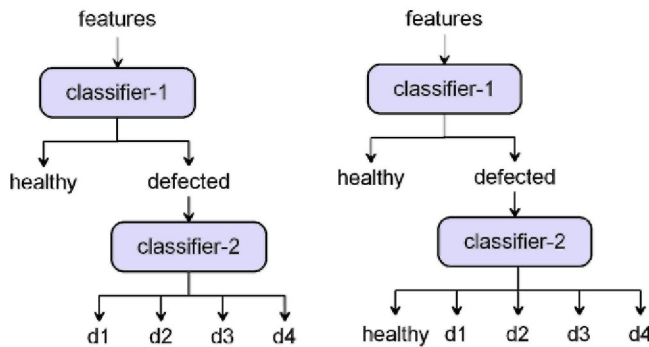 features
classifier-1
healthy defected
classifier-2
d1 d2 d3 d4
features
classifier-1
healthy defected
classifier-2
healthy d1 d2 d3 d4